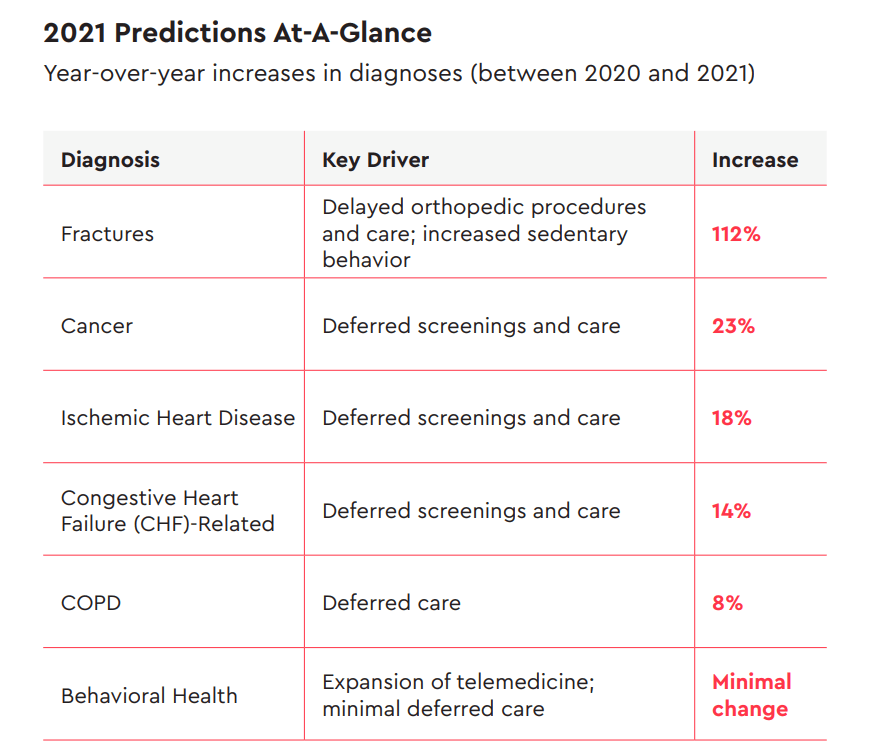 2021 Predictions At-A-Glance
Year-over-year increases in diagnoses (between 2020 and 2021)
Diagnosis
Key Driver
Increase
Fractures
Delayed orthopedic procedures
and care; increased sedentary
behavior
112%
Cancer
Deferred screenings and care
23%
Ischemic Heart Disease
Deferred screenings and care
18%
Congestive Heart
Failure (CHF)-Related
Deferred screenings and care
14%
COPD
Deferred care
8%
Behavioral Health
Expansion of telemedicine;
minimal deferred care
Minimal
change